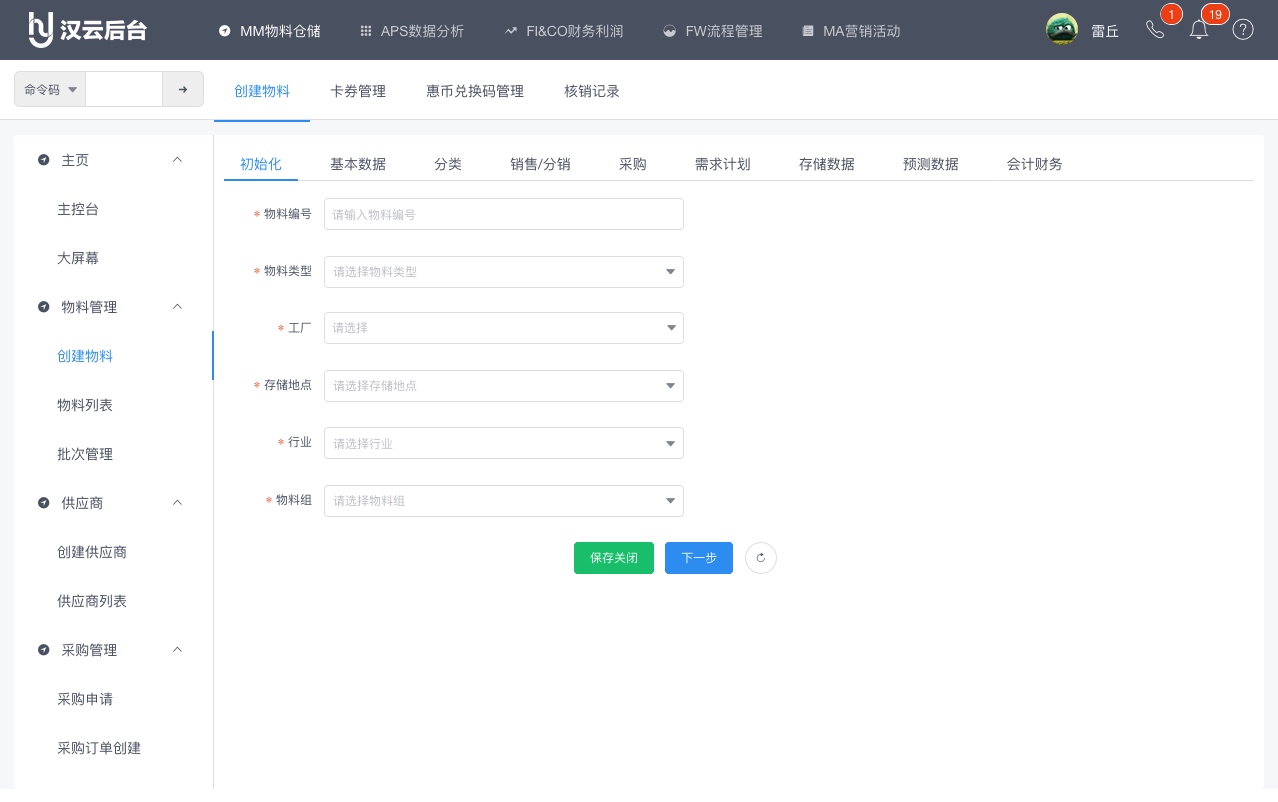 汉云后台 MM物料仓储 APS数据分析 FI&CO财务利润 FW流程管理 MA营销活动 雷丘 1 19 ?
命令码 创建物料 卡券管理 惠币兑换码管理 核销记录
主页
主控台
大屏幕
物料管理
创建物料
物料列表
批次管理
供应商
创建供应商
供应商列表
采购管理
采购申请
采购订单创建
初始化 基本数据 分类 销售/分销 采购 需求计划 存储数据 预测数据 会计财务
* 物料编号 请输入物料编号
* 物料类型 请选择物料类型
* 工厂 请选择
* 存储地点 请选择存储地点
* 行业 请选择行业
* 物料组 请选择物料组
保存关闭 下一步